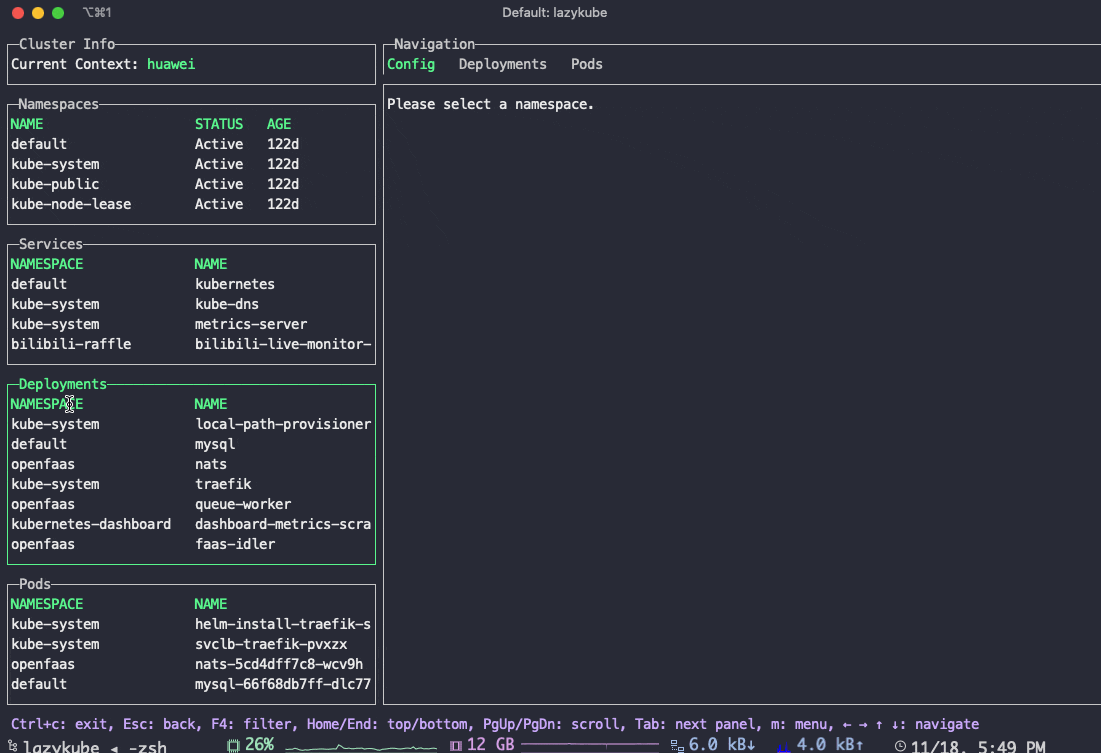 ⌥⌘1 Default: lazykube
Cluster Info
Current Context: huawei
Namespaces
NAME STATUS AGE
default Active 122d
kube-system Active 122d
kube-public Active 122d
kube-node-lease Active 122d
Services
NAMESPACE NAME
default kubernetes
kube-system kube-dns
kube-system metrics-server
bilibili-raffle bilibili-live-monitor-
Deployments
NAMESPACE NAME
kube-system local-path-provisioner
default mysql
openfaas nats
kube-system traefik
openfaas queue-worker
kubernetes-dashboard dashboard-metrics-scra
openfaas faas-idler
Pods
NAMESPACE NAME
kube-system helm-install-traefik-s
kube-system svclb-traefik-pvxzx
openfaas nats-5cd4dff7c8-wcv9h
default mysql-66f68db7ff-dlc77
Navigation
Config Deployments Pods
Please select a namespace.
Ctrl+c: exit, Esc: back, F4: filter, Home/End: top/bottom, PgUp/PgDn: scroll, Tab: next panel, m: menu, ← → ↑ ↓: navigate
lazykube ◂ -zsh 26% 12 GB 6.0 kB↓ 4.0 kB↑ 11/18, 5:49 PM